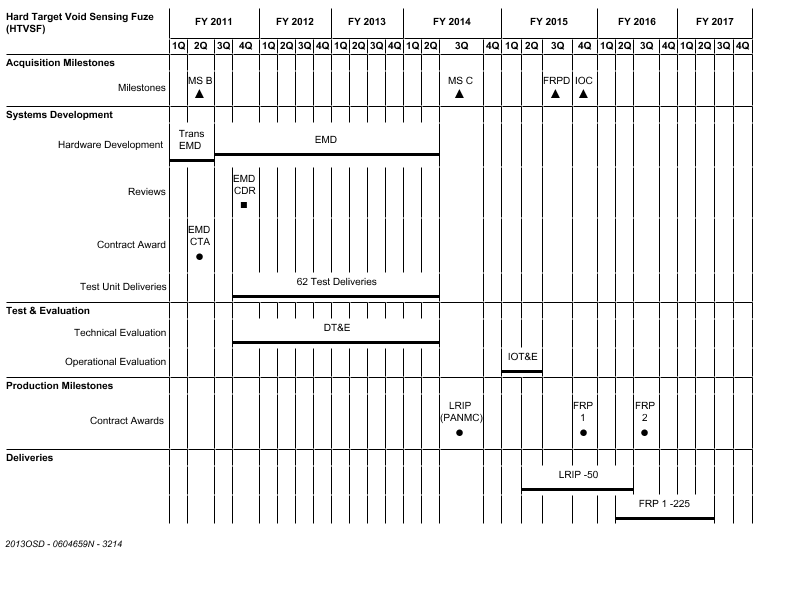 Hard Target Void Sensing Fuze
(HTVSF)
FY 2011 FY 2012 FY 2013 FY 2014 FY 2015 FY 2016 FY 2017
1Q 2Q 3Q 4Q 1Q 2Q 3Q 4Q 1Q 2Q 3Q 4Q 1Q 2Q 3Q 4Q 1Q 2Q 3Q 4Q 1Q 2Q 3Q 4Q 1Q 2Q 3Q 4Q
Acquisition Milestones
Milestones
MS B
MS C
FRPD
IOC
Systems Development
Hardware Development
Trans
EMD
EMD
Reviews
EMD
CDR
Contract Award
EMD
CTA
Test Unit Deliveries
62 Test Deliveries
Test & Evaluation
Technical Evaluation
DT&E
Operational Evaluation
IOT&E
Production Milestones
Contract Awards
LRIP
(PANMC)
FRP
1
FRP
2
Deliveries
LRIP -50
FRP 1 -225
2013OSD - 0604659N - 3214